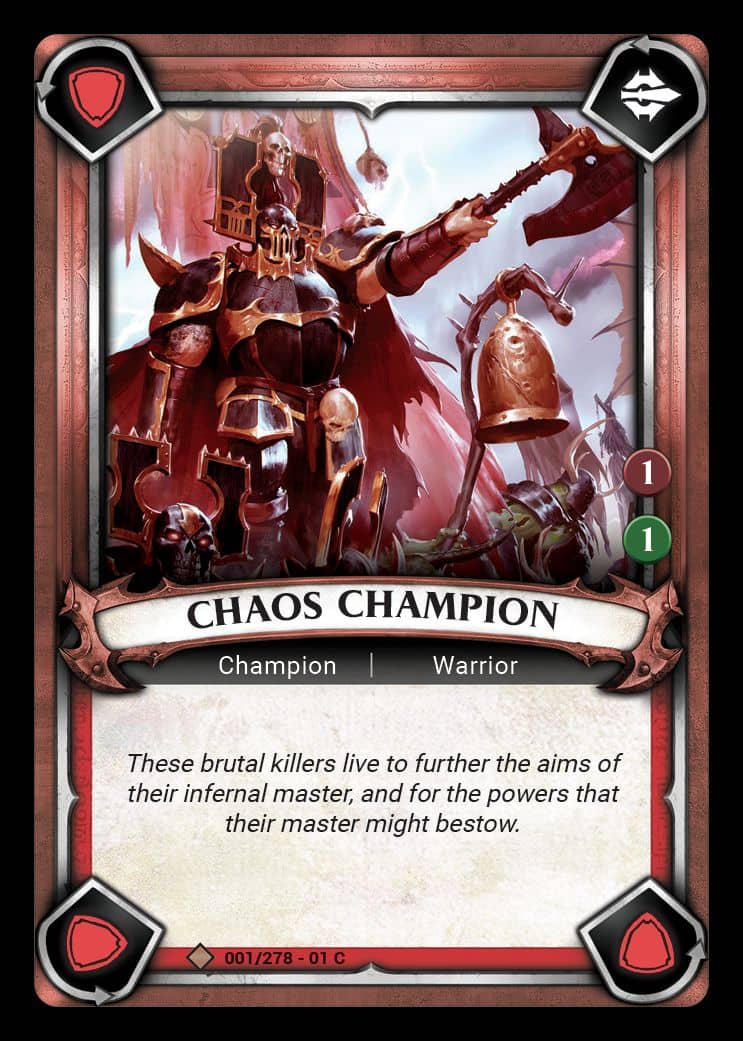 1
1
CHAOS CHAMPION
Champion | Warrior
These brutal killers live to further the aims of
their infernal master, and for the powers that
their master might bestow.
001/278 - 01 C